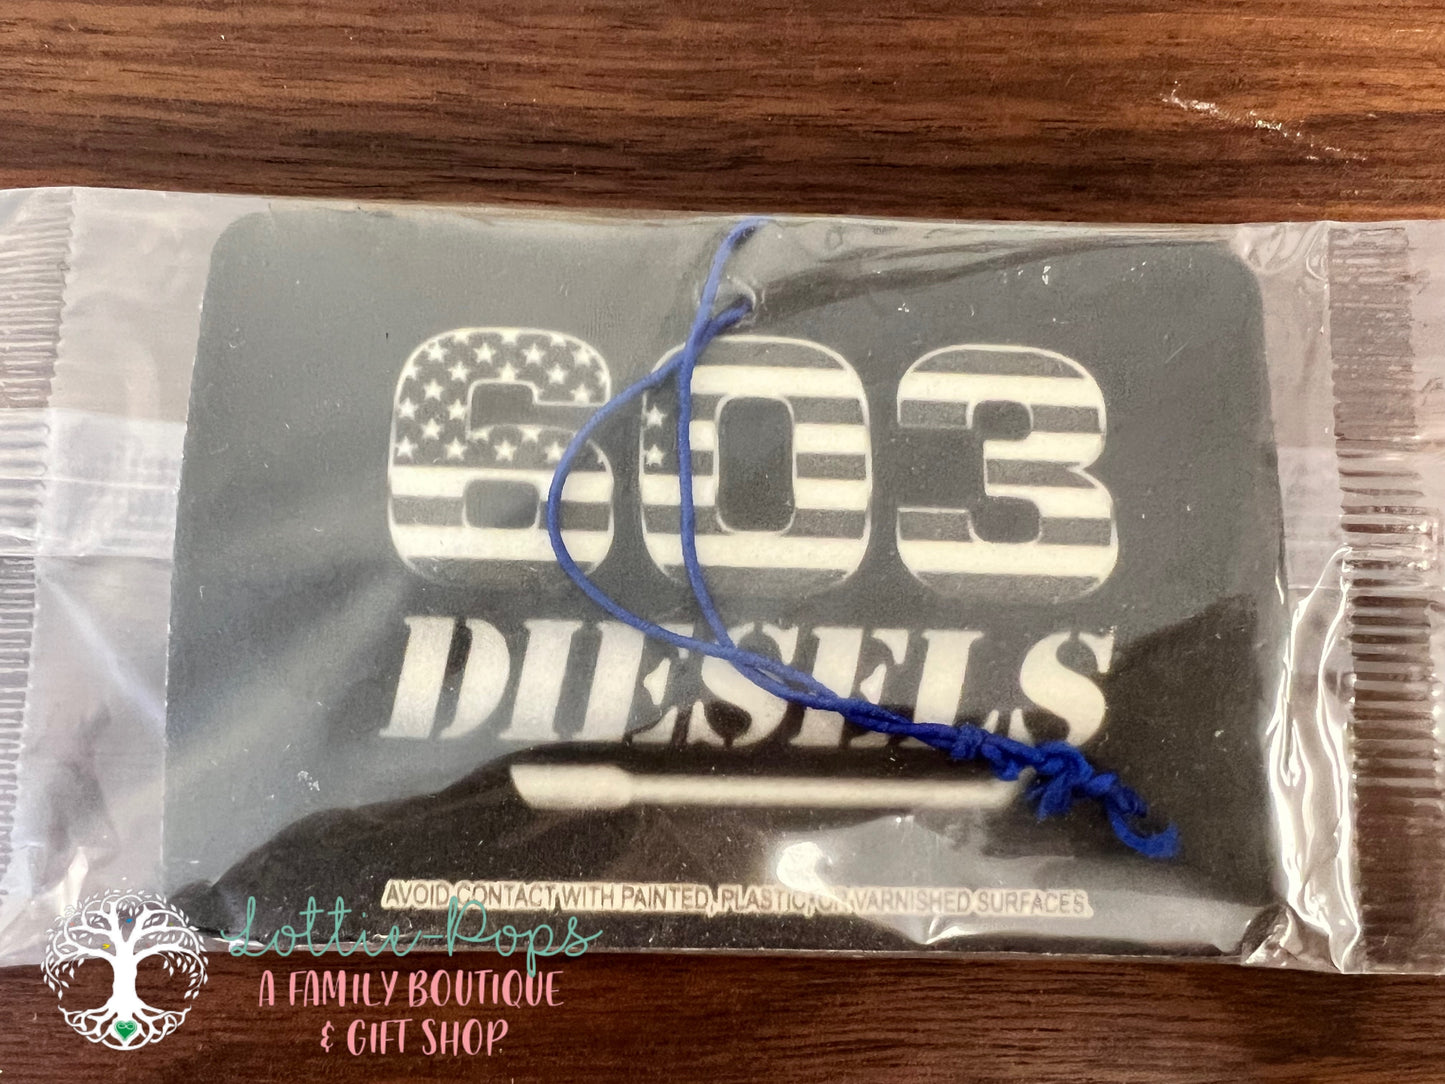 603
DIESELS
AVOID CONTACT WITH PAINTED, PLASTIC, OR VARNISHED SURFACES
Lottie-Pops
A FAMILY BOUTIQUE
& GIFT SHOP